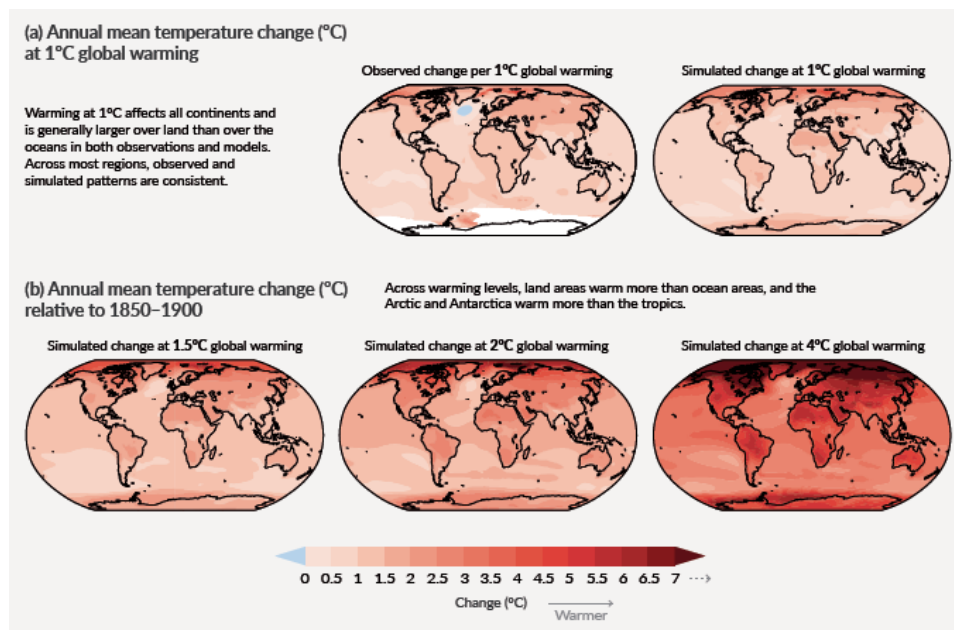 (a) Annual mean temperature change (°C)
at 1°C global warming
Warming at 1°C affects all continents and
is generally larger over land than over the
oceans in both observations and models.
Across most regions, observed and
simulated patterns are consistent.
Observed change per 1°C global warming
Simulated change at 1°C global warming
(b) Annual mean temperature change (°C)
relative to 1850–1900
Across warming levels, land areas warm more than ocean areas, and the
Arctic and Antarctica warm more than the tropics.
Simulated change at 1.5°C global warming
Simulated change at 2°C global warming
Simulated change at 4°C global warming
0 0.5 1 1.5 2 2.5 3 3.5 4 4.5 5 5.5 6 6.5 7
Change (°C)
Warmer